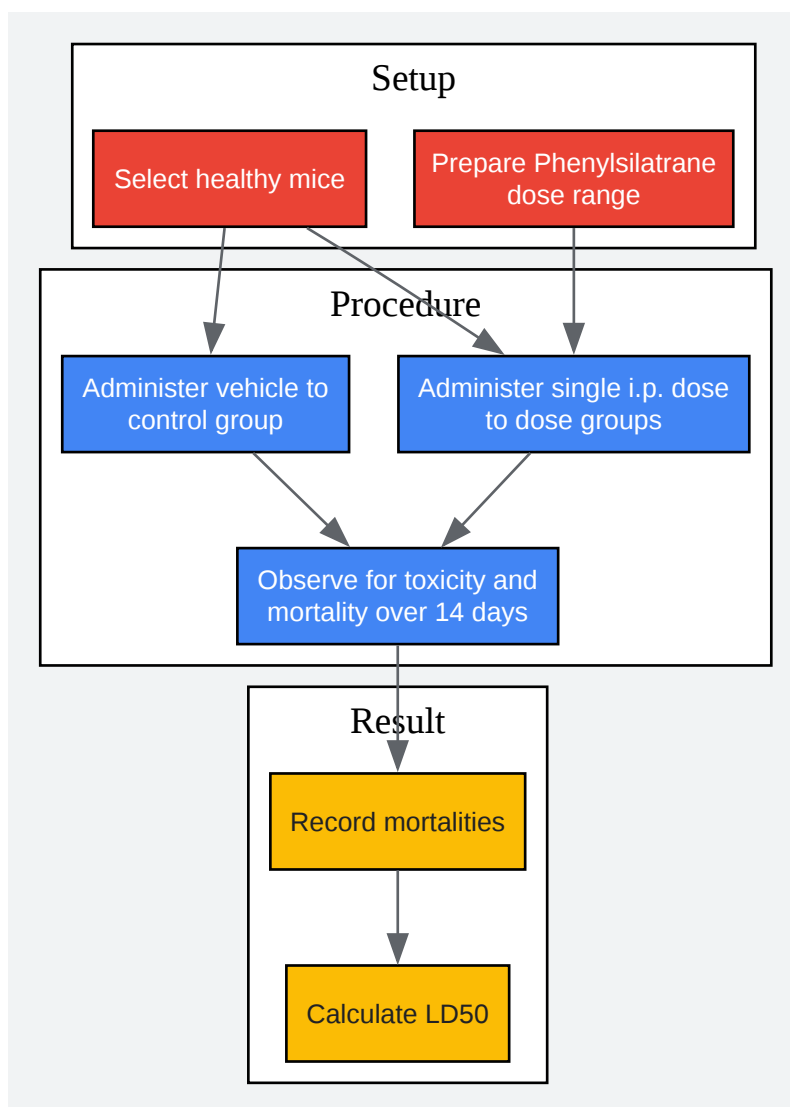 Setup
Select healthy mice
Prepare Phenylsilatrane
dose range
Procedure
Administer vehicle to
control group
Administer single i.p. dose
to dose groups
Observe for toxicity and
mortality over 14 days
Result
Record mortalities
Calculate LD50